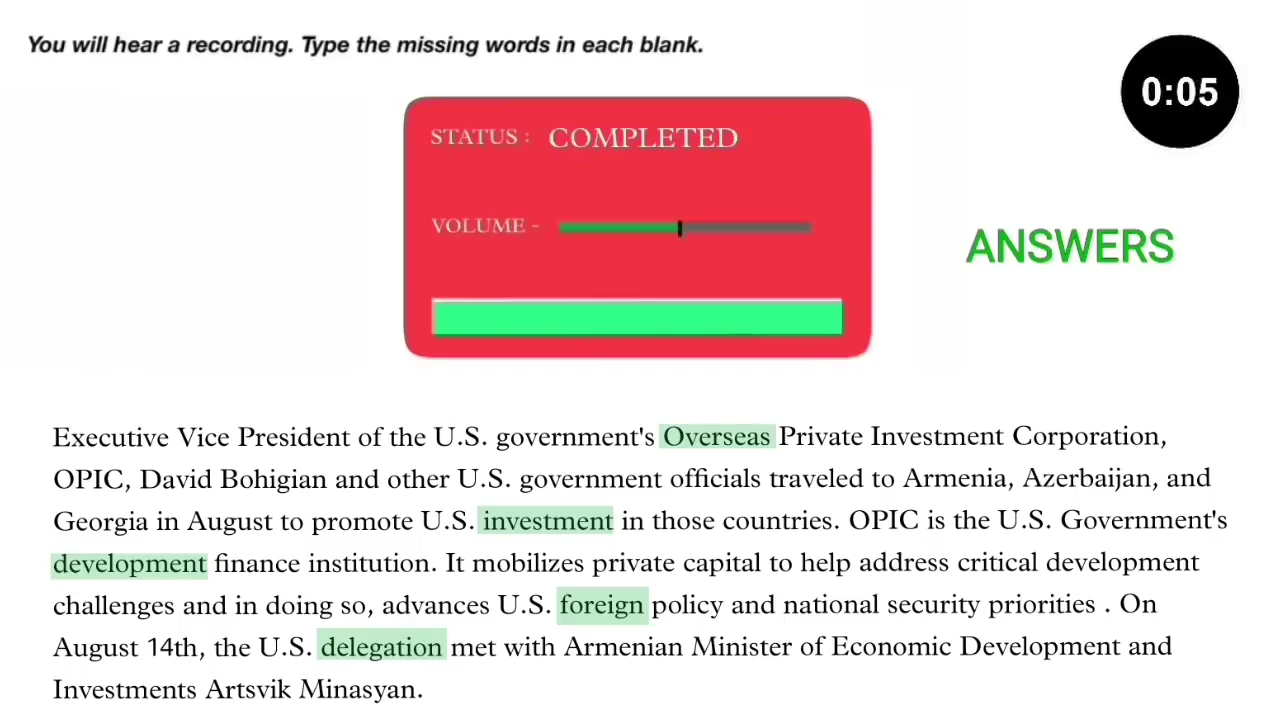 You will hear a recording. Type the missing words in each blank.
0:05
STATUS : COMPLETED
VOLUME -
ANSWERS
Executive Vice President of the U.S. government's Overseas Private Investment Corporation,
OPIC, David Bohigian and other U.S. government officials traveled to Armenia, Azerbaijan, and
Georgia in August to promote U.S. investment in those countries. OPIC is the U.S. Government's
development finance institution. It mobilizes private capital to help address critical development
challenges and in doing so, advances U.S. foreign policy and national security priorities . On
August 14th, the U.S. delegation met with Armenian Minister of Economic Development and
Investments Artsvik Minasyan.